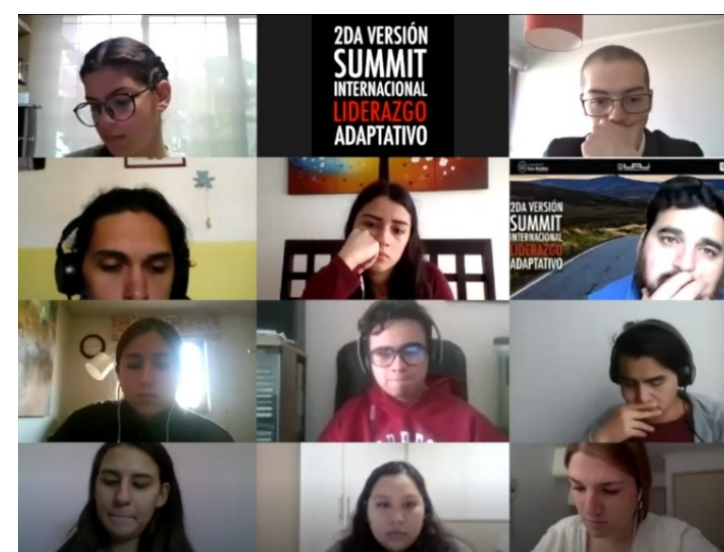 2DA VERSIÓN
SUMMIT
INTERNACIONAL
LIDERAZGO
ADAPTATIVO
2DA VERSIÓN
SUMMIT
INTERNACIONAL
LIDERAZGO
ADAPTATIVO